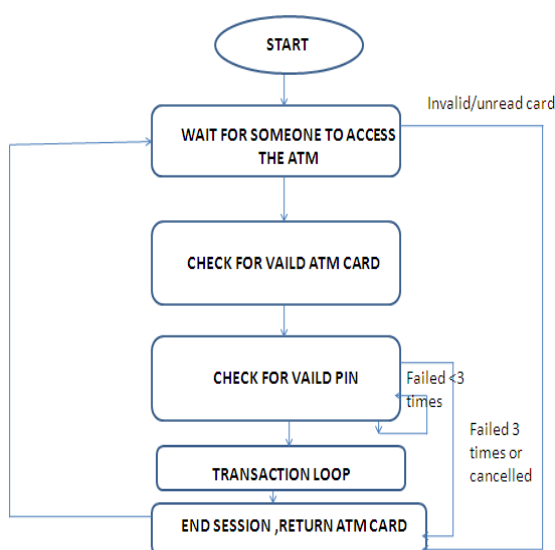 START
Invalid/unread card
WAIT FOR SOMEONE TO ACCESS
THE ATM
CHECK FOR VAILD ATM CARD
CHECK FOR VAILD PIN
Failed <3
times
Failed 3
times or
cancelled
TRANSACTION LOOP
END SESSION ,RETURN ATM CARD